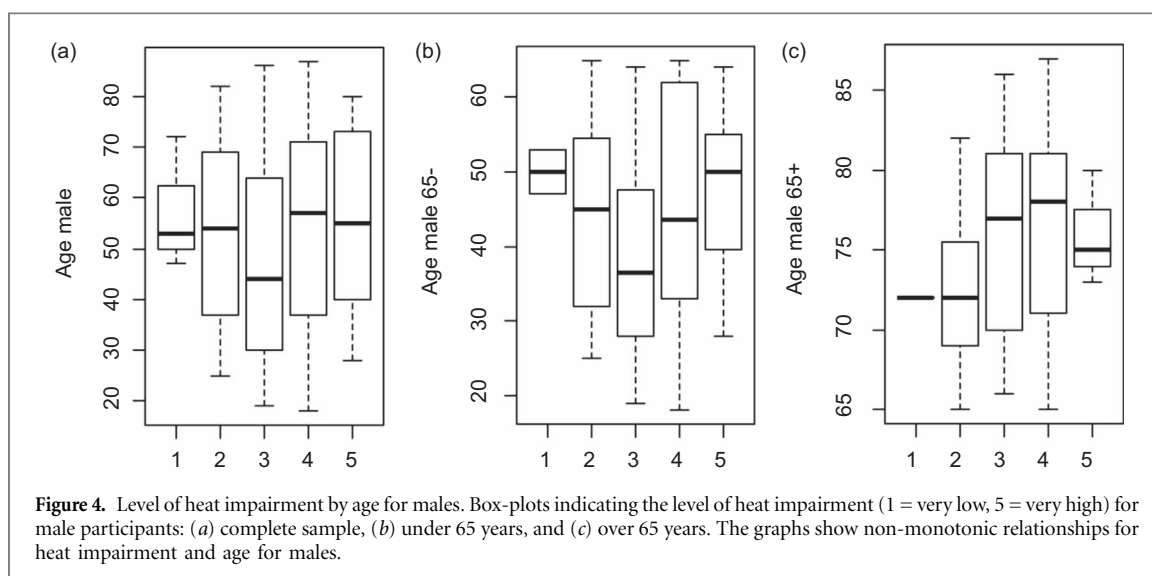 (a)
Age male
80
70
60
50
40
30
20
1 2 3 4 5
(b)
Age male 65-
60
50
40
30
20
1 2 3 4 5
(c)
Age male 65+
85
80
75
70
65
1 2 3 4 5
Figure 4. Level of heat impairment by age for males. Box-plots indicating the level of heat impairment (1 = very low, 5 = very high) for
male participants: (a) complete sample, (b) under 65 years, and (c) over 65 years. The graphs show non-monotonic relationships for
heat impairment and age for males.